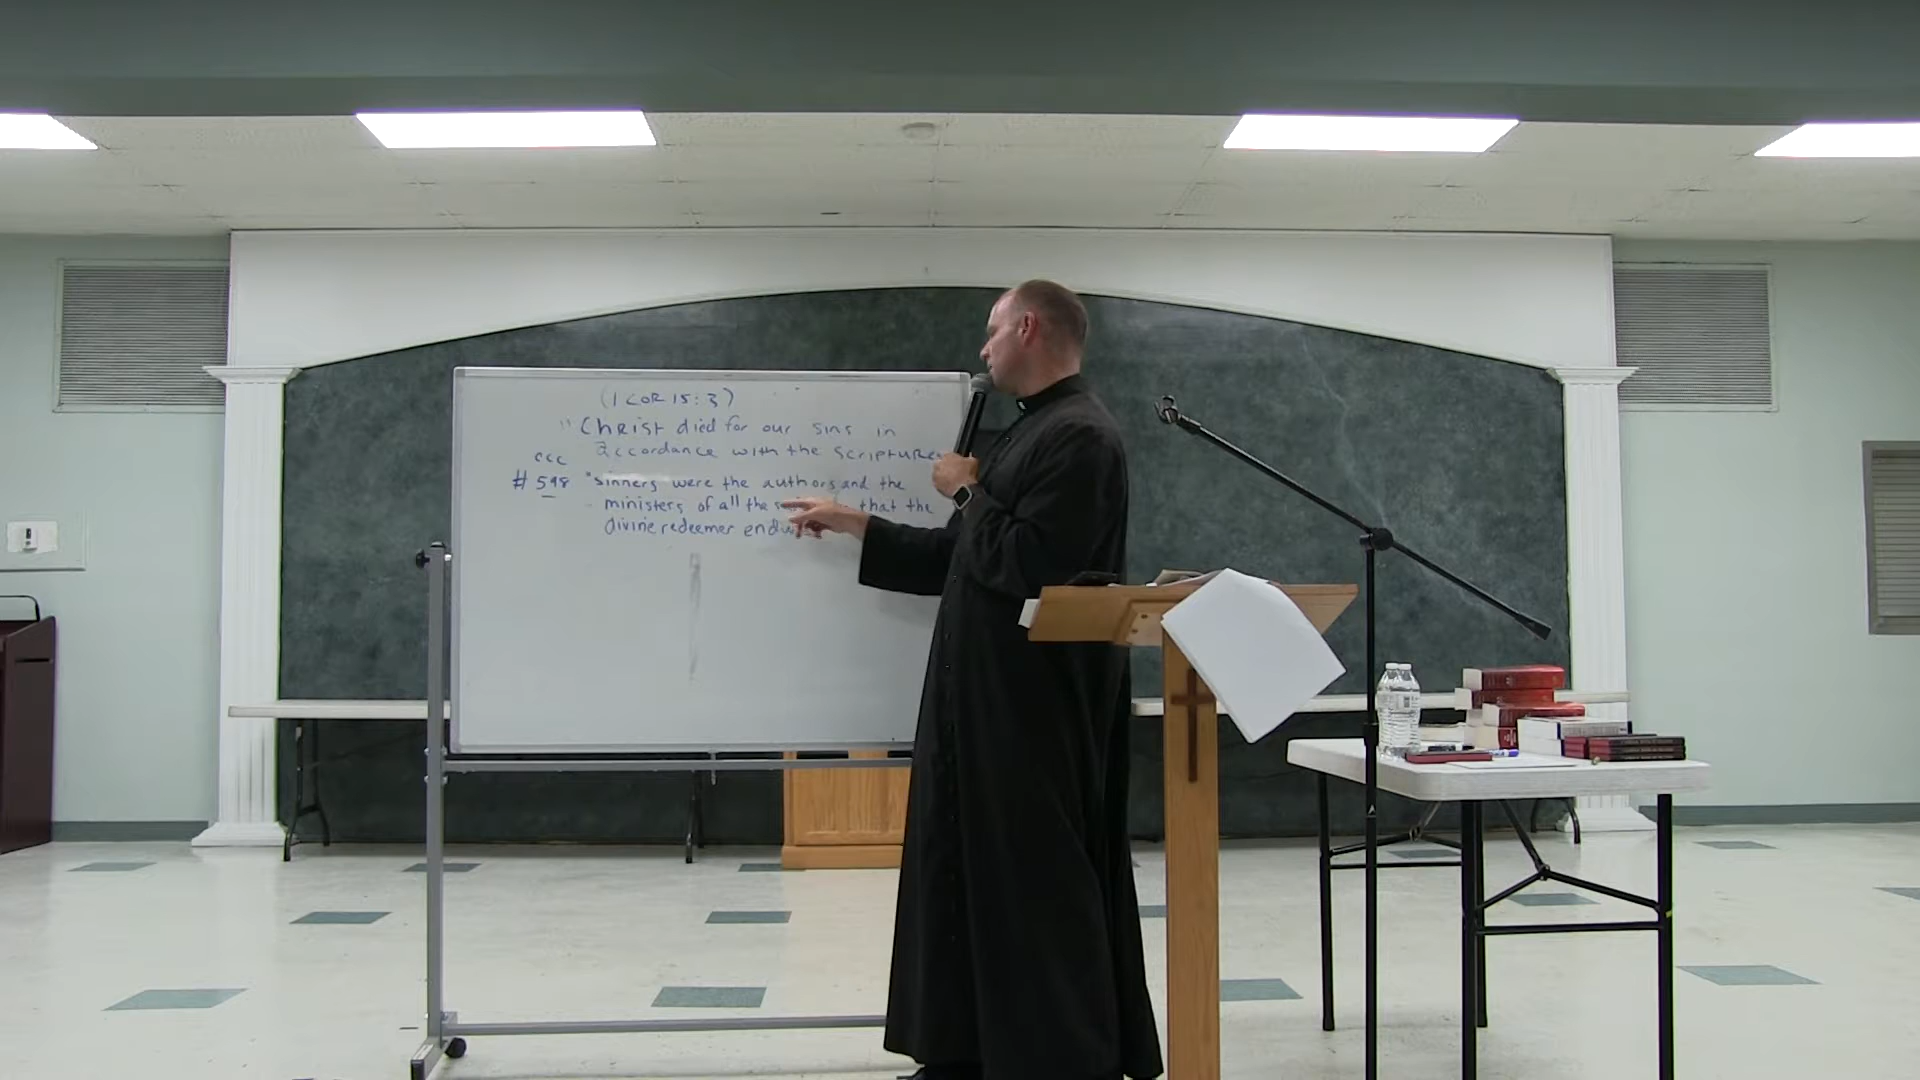 (1 COR 15:3)
"Christ died for our sins in
accordance with the scriptures
CCC
#598 "sinners were the authors and the
ministers of all the that the
divine redeemer